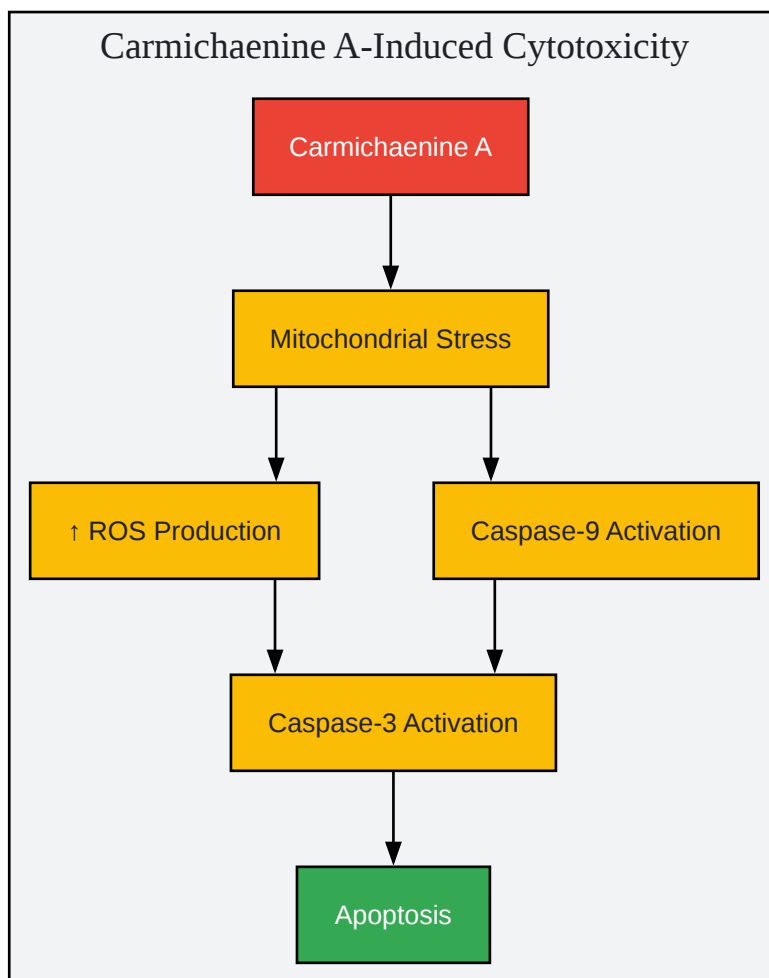 Carmichaenine A-Induced Cytotoxicity
Carmichaenine A
Mitochondrial Stress
↑ ROS Production
Caspase-9 Activation
Caspase-3 Activation
Apoptosis